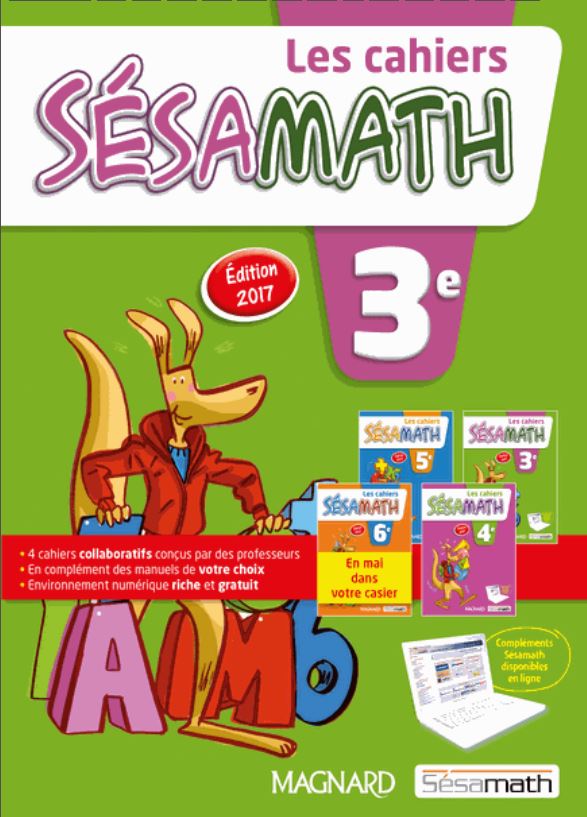 Les cahiers
SÉSAMATH
3e
Édition
2017
Les cahiers
SÉSAMATH
5e
Les cahiers
SÉSAMATH
3e
Les cahiers
SÉSAMATH
6e
En mai
dans
votre casier
Les cahiers
SÉSAMATH
4e
• 4 cahiers collaboratifs conçus par des professeurs
• En complément des manuels de votre choix
• Environnement numérique riche et gratuit
AM6
Compléments
Sesamath
disponibles
en ligne
MAGNARD
Sésamath